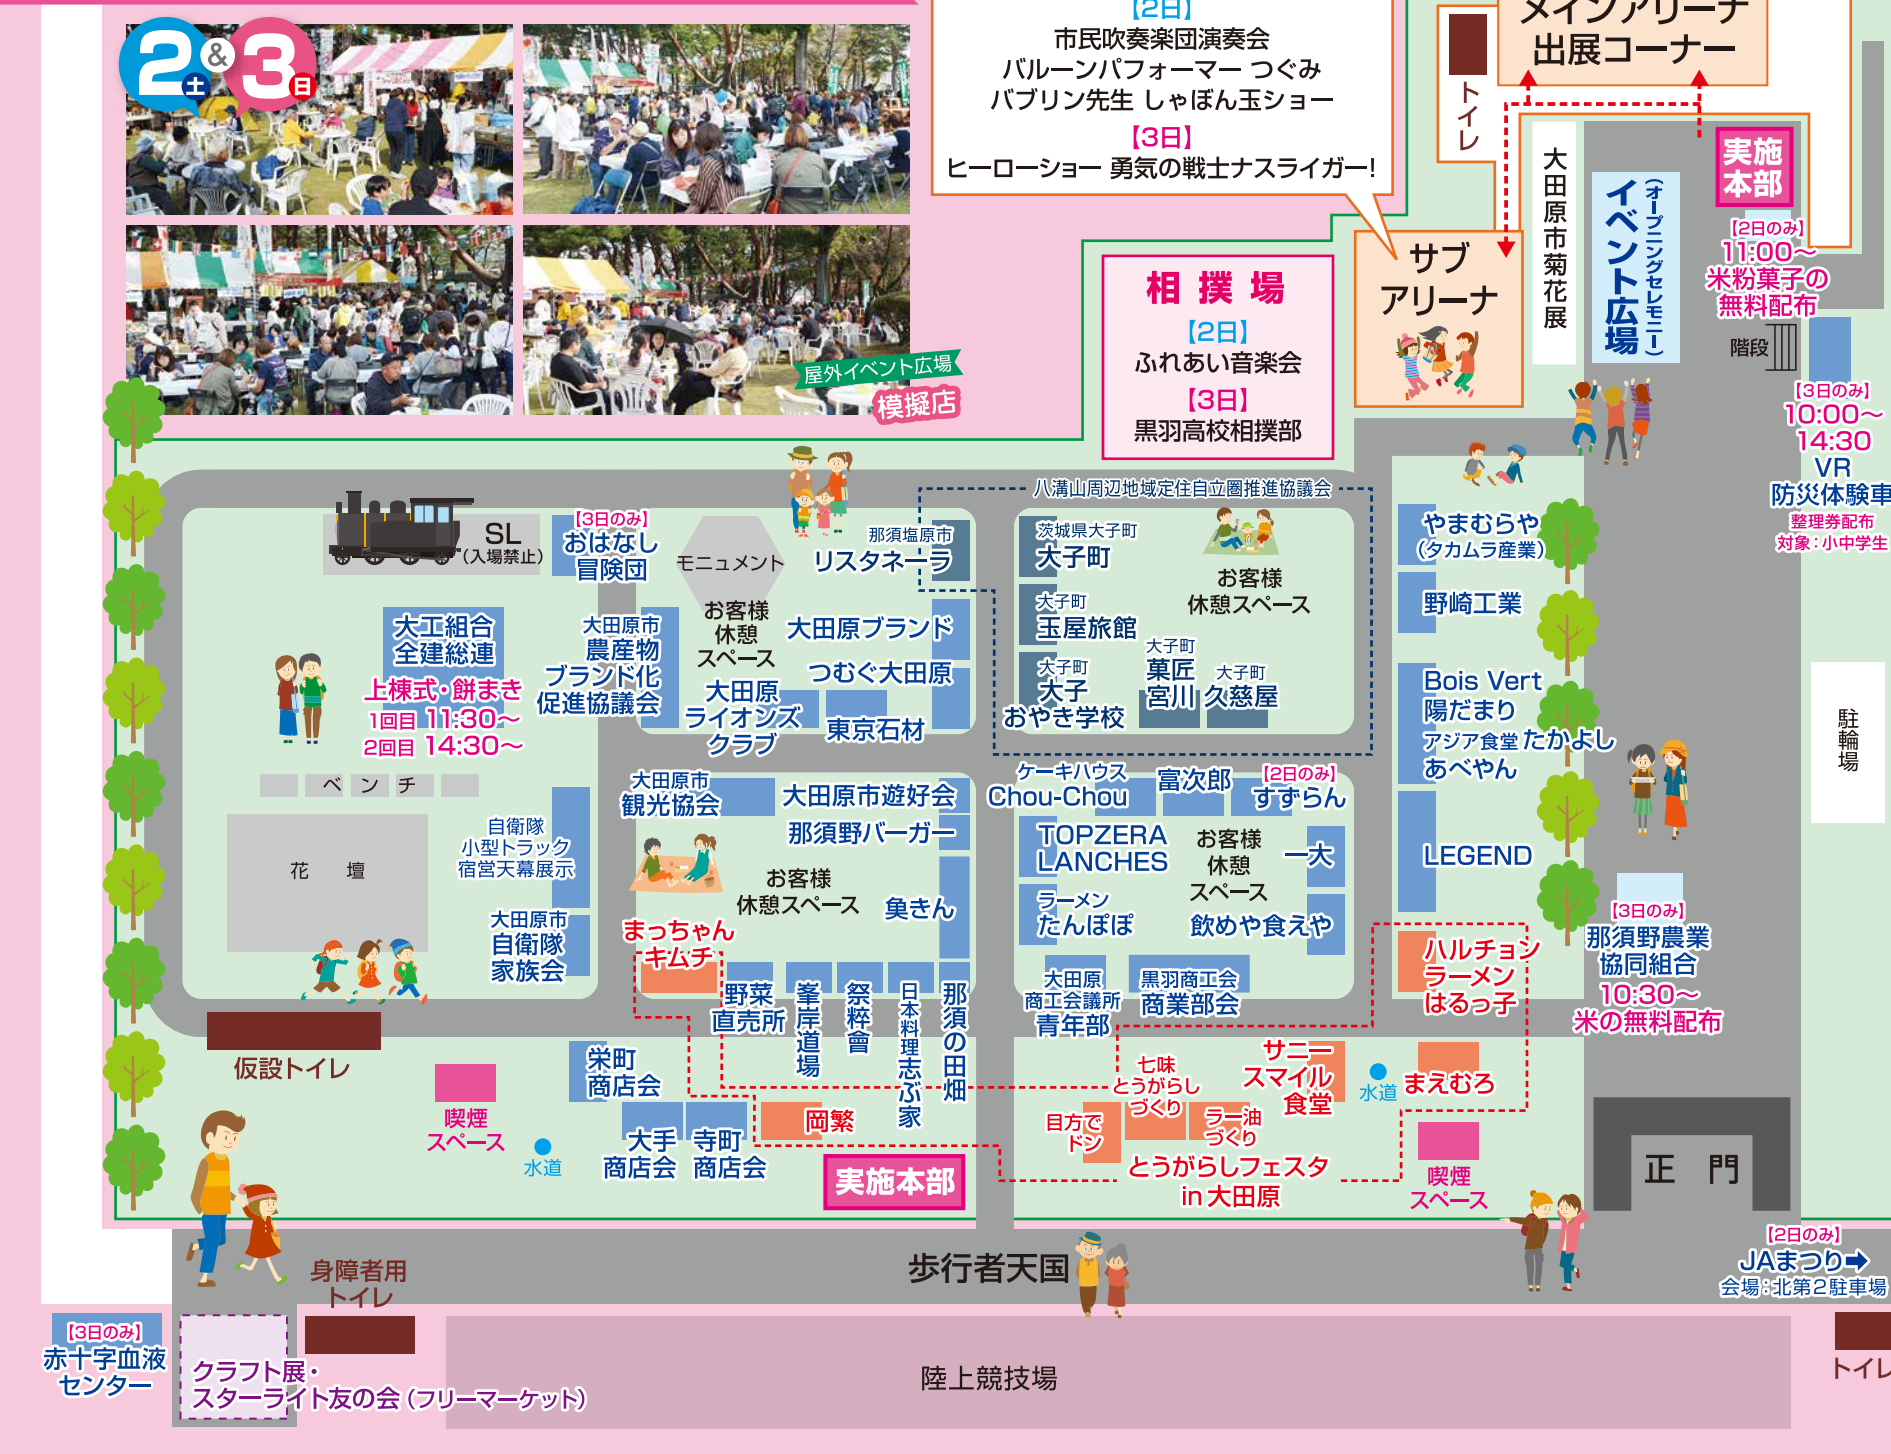 2土&3日
屋外イベント広場
模擬店
【2日】
市民吹奏楽団演奏会
バルーンパフォーマー つぐみ
バブリン先生 しゃぼん玉ショー
【3日】
ヒーローショー 勇気の戦士ナスライガー!
メインアリーナ
出展コーナー
トイレ
サブ
アリーナ
相撲場
【2日】
ふれあい音楽会
【3日】
黒羽高校相撲部
大田原市菊花展
イベント広場
(オープニングセレモニー)
実施
本部
【2日のみ】
11:00〜
米粉菓子の
無料配布
階段
【3日のみ】
10:00〜
14:30
VR
防災体験車
整理券配布
対象:小中学生
SL
(入場禁止)
【3日のみ】
おはなし
冒険団
モニュメント
那須塩原市
リスタネーラ
八溝山周辺地域定住自立圏推進協議会
茨城県大子町
大子町
大子町
玉屋旅館
大子町
大子
おやき学校
大子町
菓匠
宮川
大子町
久慈屋
お客様
休憩スペース
大工組合
全建総連
上棟式・餅まき
1回目 11:30〜
2回目 14:30〜
大田原市
農産物
ブランド化
促進協議会
お客様
休憩
スペース
大田原ブランド
つむぐ大田原
大田原
ライオンズ
クラブ
東京石材
やまむらや
(タカムラ産業)
野崎工業
Bois Vert
陽だまり
アジア食堂 たかよし
あべやん
LEGEND
駐輪場
ベンチ
花 壇
自衛隊
小型トラック
宿営天幕展示
大田原市
自衛隊
家族会
大田原市
観光協会
大田原市遊好会
那須野バーガー
お客様
休憩スペース
亀きん
まっちゃん
キムチ
野菜
直売所
峯岸道場
祭粹會
日本料理志ぶ家
那須の田畑
ケーキハウス
Chou-Chou
富次郎
【2日のみ】
すずらん
TOPZERA
LANCHES
お客様
休憩
スペース
一大
ラーメン
たんぽぽ
飲めや食えや
大田原
商工会議所
青年部
黒羽商工会
商業部会
ハルチョン
ラーメン
はるっ子
【3日のみ】
那須野農業
協同組合
10:30〜
米の無料配布
仮設トイレ
喫煙
スペース
水道
栄町
商店会
大手
商店会
寺町
商店会
岡繁
実施本部
七味
とうがらし
づくり
目方で
ドン
ラー油
づくり
サニー
スマイル
食堂
水道
まえむろ
とうがらしフェスタ
in 大田原
喫煙
スペース
正 門
歩行者天国
【2日のみ】
JAまつり➡
会場:北第2駐車場
身障者用
トイレ
【3日のみ】
赤十字血液
センター
クラフト展・
スターライト友の会(フリーマーケット)
陸上競技場
トイレ